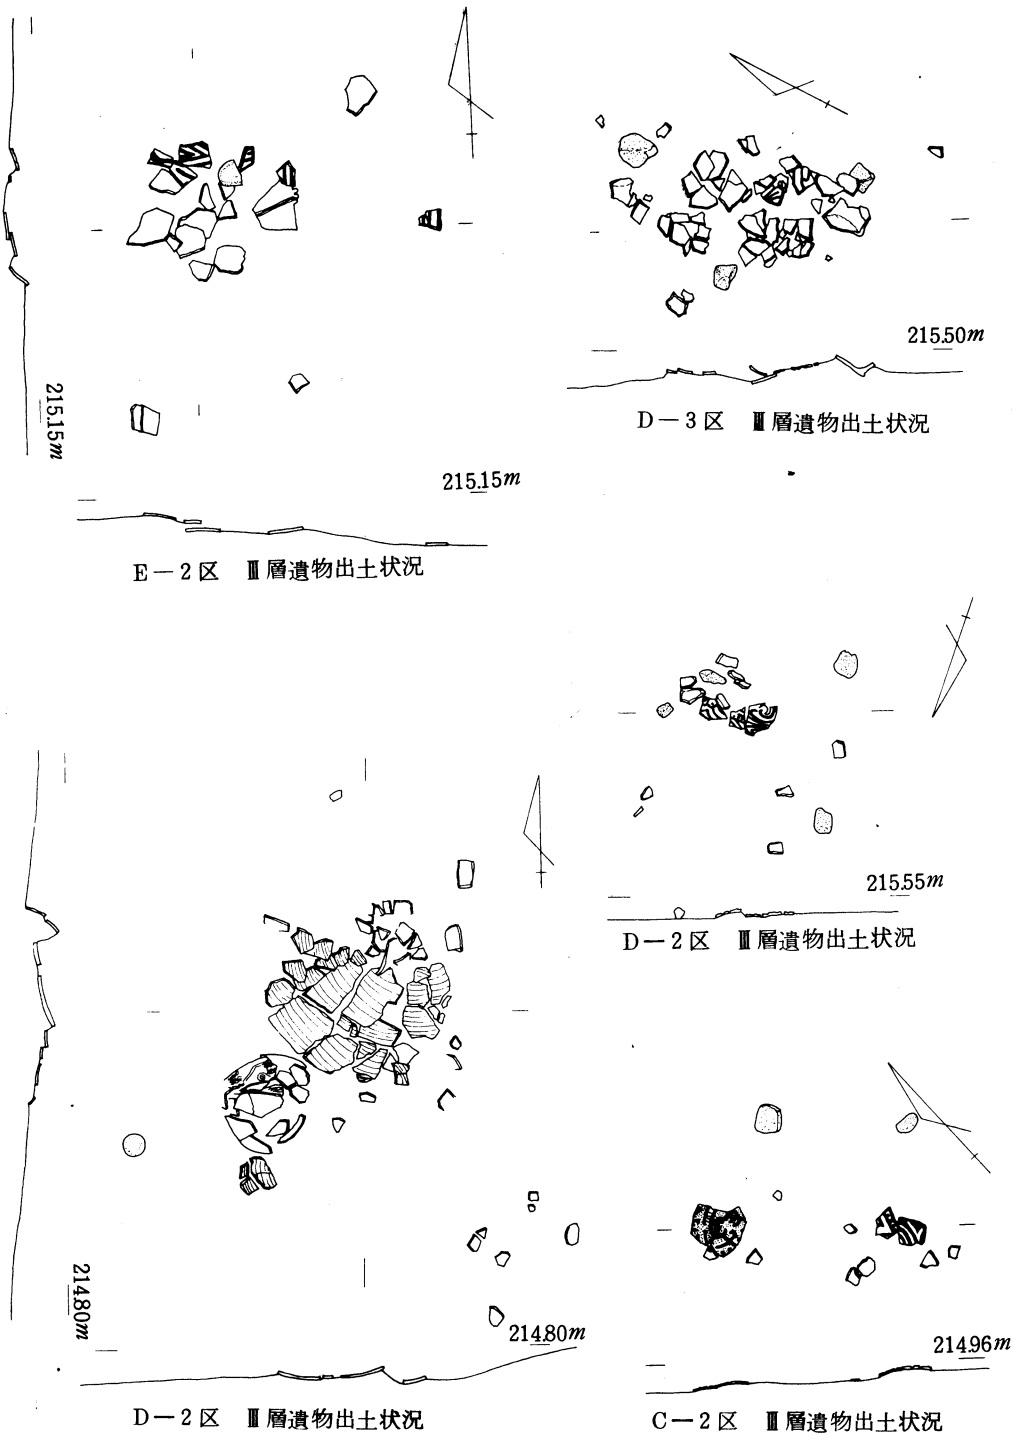 215.15m
215.15m
E－2区　Ⅲ層遺物出土状況
215.50m
D－3区　Ⅲ層遺物出土状況
215.55m
D－2区　Ⅲ層遺物出土状況
214.80m
214.80m
D－2区　Ⅲ層遺物出土状況
214.96m
C－2区　Ⅲ層遺物出土状況